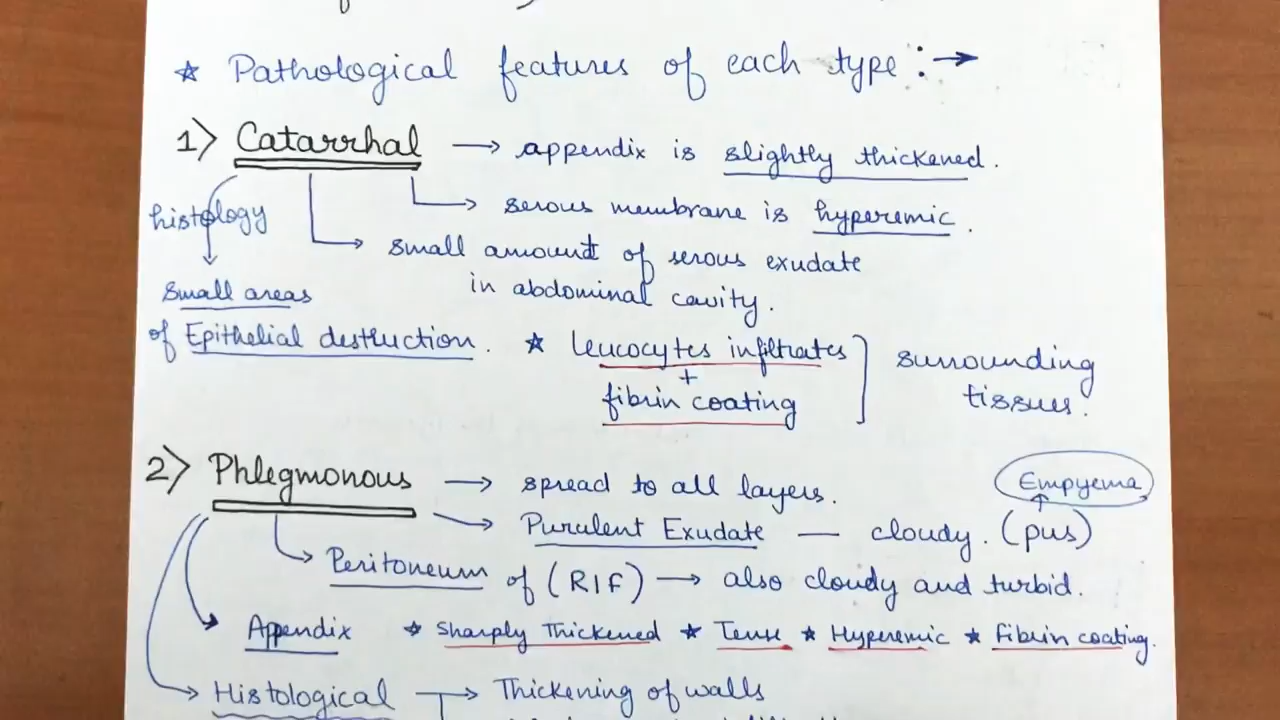 ★ Pathological features of each type :→
1) Catarrhal → appendix is slightly thickened.
histology
→ serous membrane is hyperemic.
→ small amount of serous exudate
in abdominal cavity.
small areas
of Epithelial destruction. ★ leucocytes infiltrates
+
fibrin coating
surrounding
tissues.
2) Phlegmonous → spread to all layers.
Empyema
→ Purulent Exudate — cloudy. (pus)
→ Peritoneum of (RIF) → also cloudy and turbid.
Appendix ★ Sharply Thickened ★ Tense ★ Hyperemic ★ fibrin coating.
→ Histological → Thickening of walls